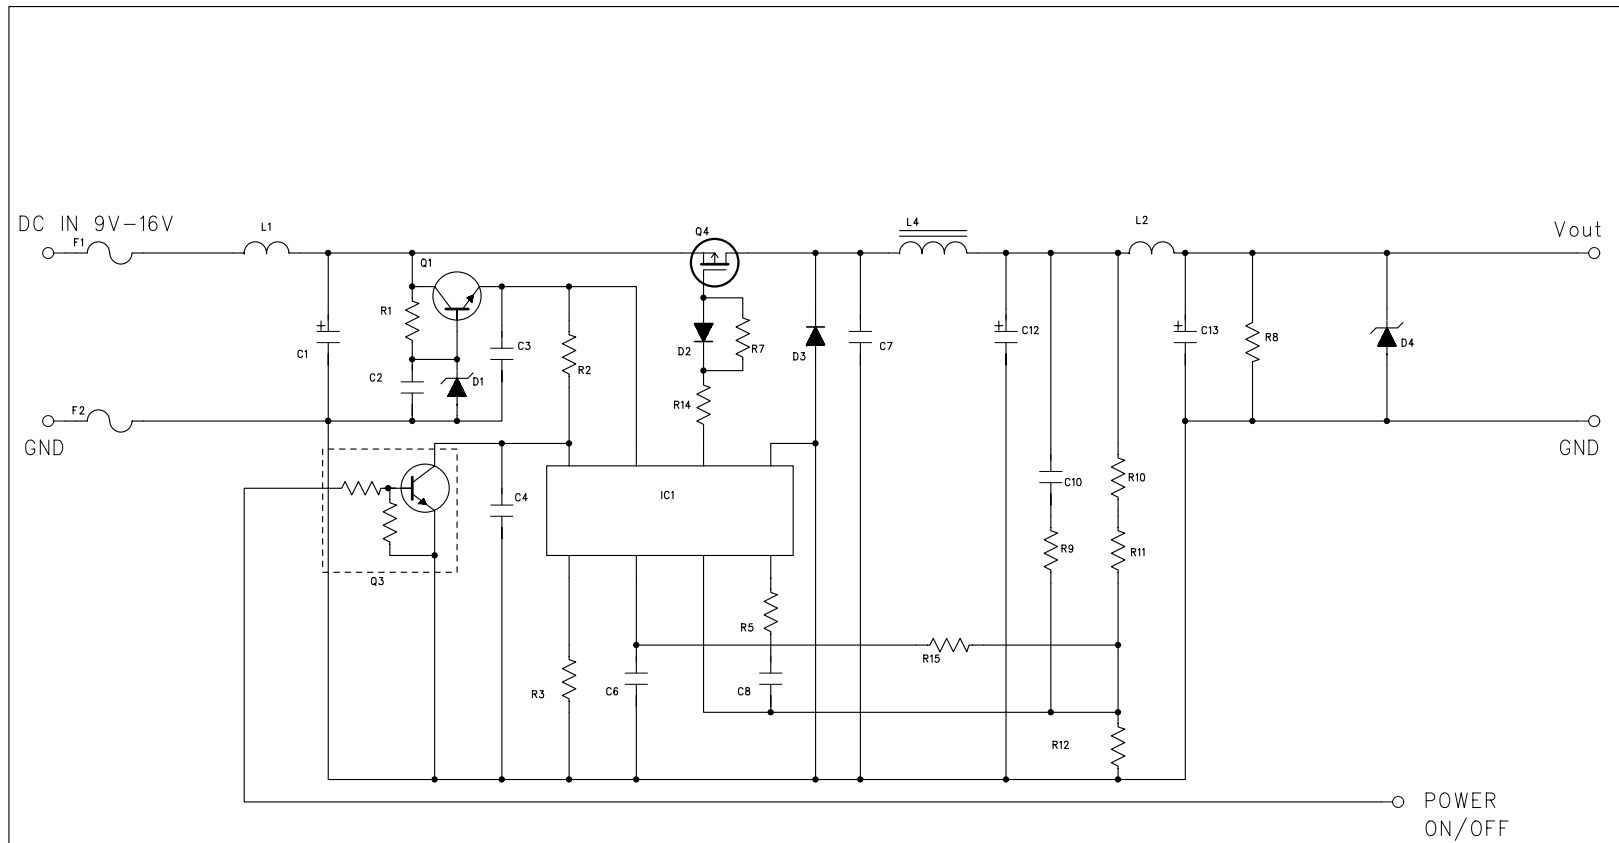 DC IN 9V-16V
F1
L1
Q4
L4
L2
Vout
Q1
R1
C1
C2
D1
C3
R2
D2
R7
D3
C7
C12
C13
R8
D4
F2
GND
R14
GND
C4
IC1
C10
R10
R9
R11
Q3
R5
R15
R3
C6
C8
R12
POWER
ON/OFF